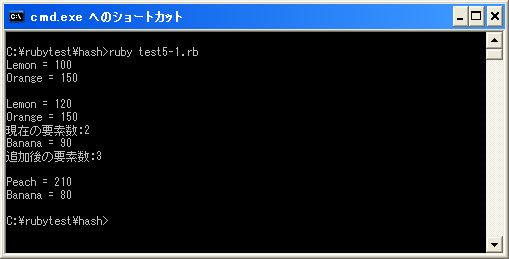 cmd.exe へのショートカット
C:¥rubytest¥hash>ruby test5-1.rb
Lemon = 100
Orange = 150
Lemon = 120
Orange = 150
現在の要素数:2
Banana = 90
追加後の要素数:3
Peach = 210
Banana = 80
C:¥rubytest¥hash>